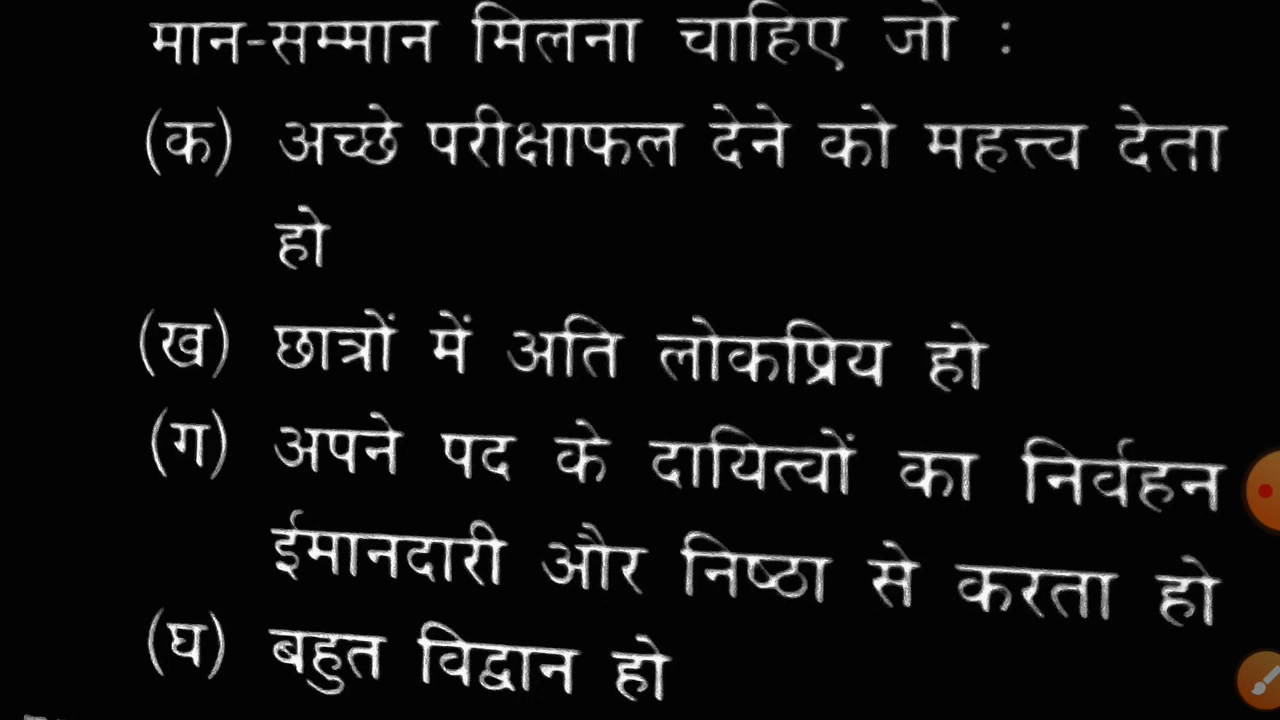 मान-सम्मान मिलना चाहिए जो :
(क) अच्छे परीक्षाफल देने को महत्त्व देता
हो
(ख) छात्रों में अति लोकप्रिय हो
(ग) अपने पद के दायित्वों का निर्वहन
ईमानदारी और निष्ठा से करता हो
(घ) बहुत विद्वान हो